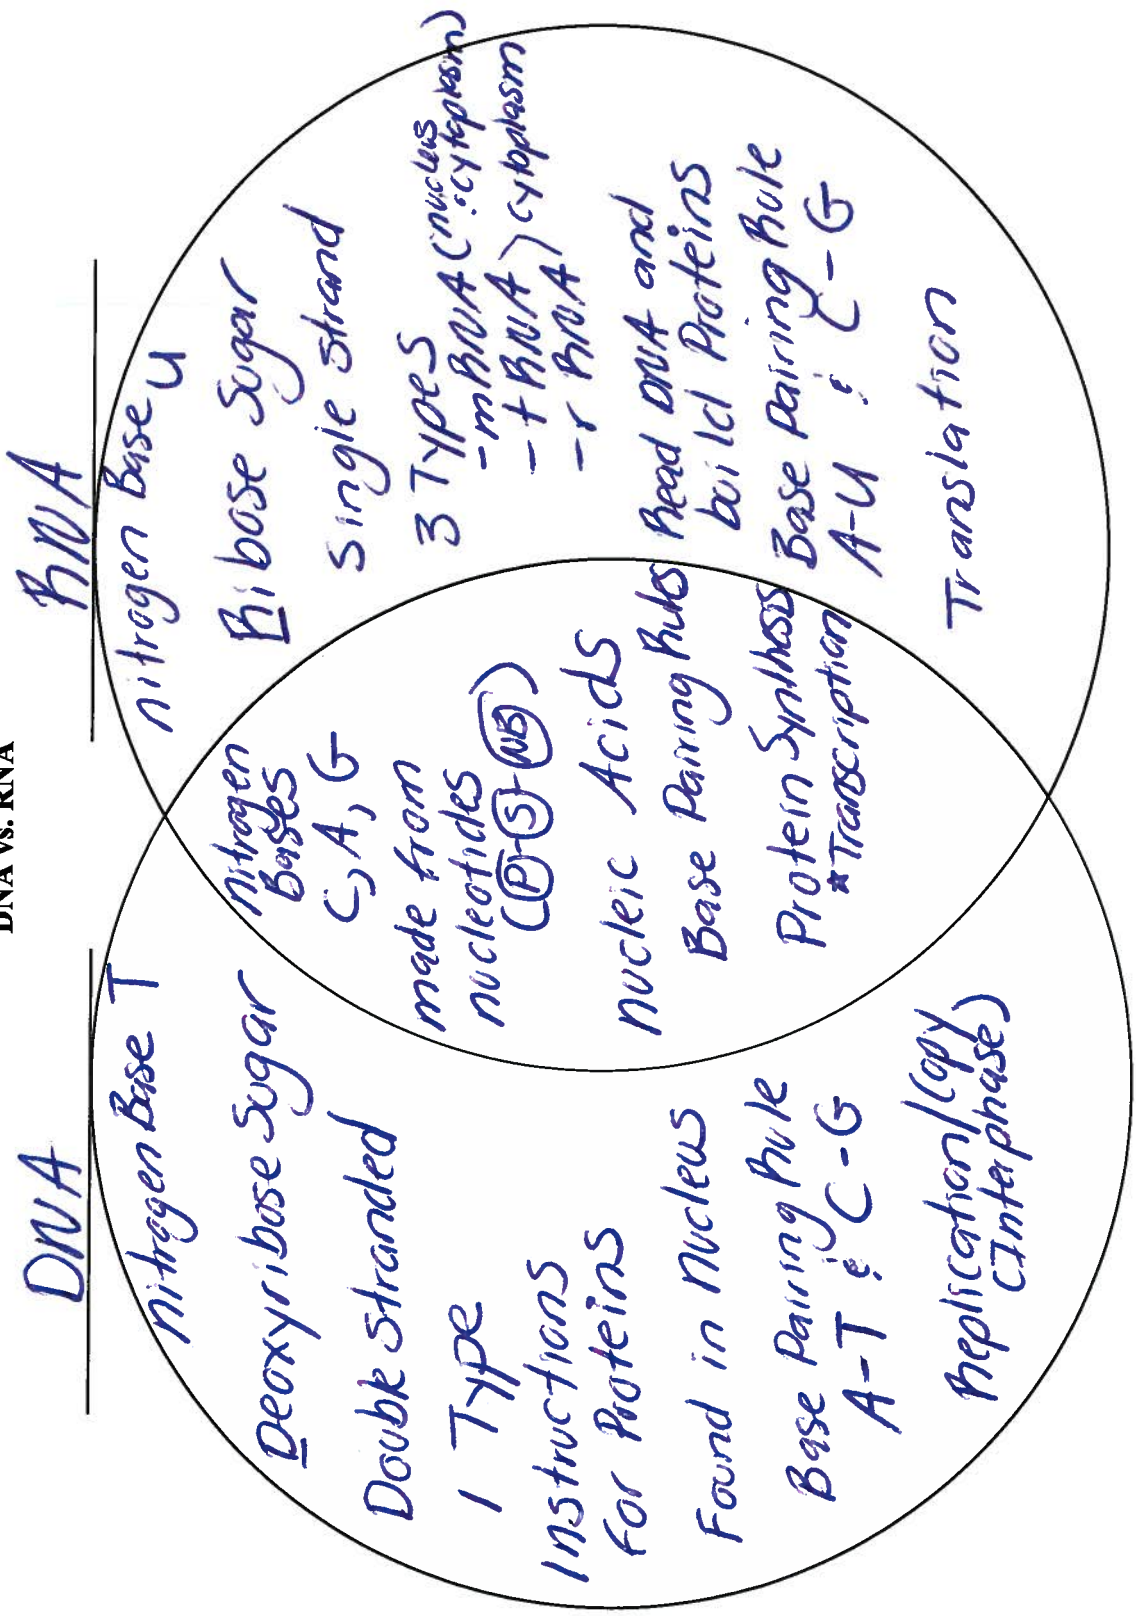 DNA vs. RNA
DNA
nitrogen Base T
Deoxyribose Sugar
Double stranded
1 Type
Instructions
for Proteins
Found in nucleus
Base Pairing Rule
A-T & C-G
Replication/Copy
(Interphase)
nitrogen
Bases
C, A, G
made from
nucleotides
(P-S-NB)
nucleic Acids
Base Pairing Rules
Protein Synthesis
*Transcription
RNA
nitrogen Base
U
Ribose Sugar
Single strand
3 Types
-mRNA (nucleus
& cytoplasm)
-tRNA) cytoplasm
-rRNA)
Read DNA and
build Proteins
Base Pairing Rule
A-U & C-G
Translation